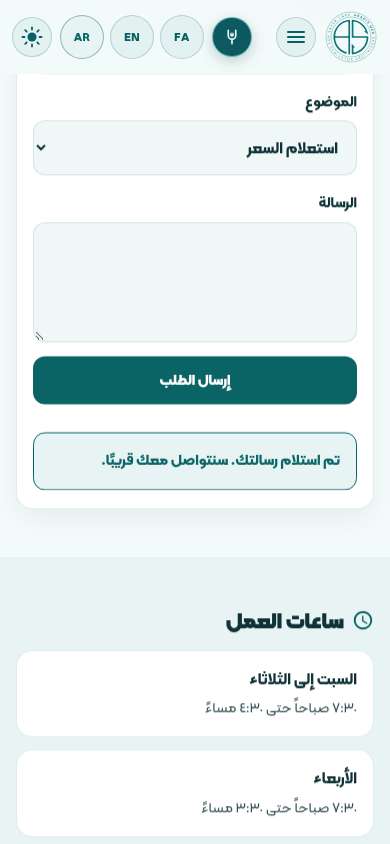 AR
EN
FA
الموضوع
استعلام السعر
الرسالة
إرسال الطلب
تم استلام رسالتك. سنتواصل معك قريبًا.
ساعات العمل
السبت إلى الثلاثاء
٧:٣٠ صباحاً حتى ٤:٣٠ مساءً
الأربعاء
٧:٣٠ صباحاً حتى ٣:٣٠ مساءً